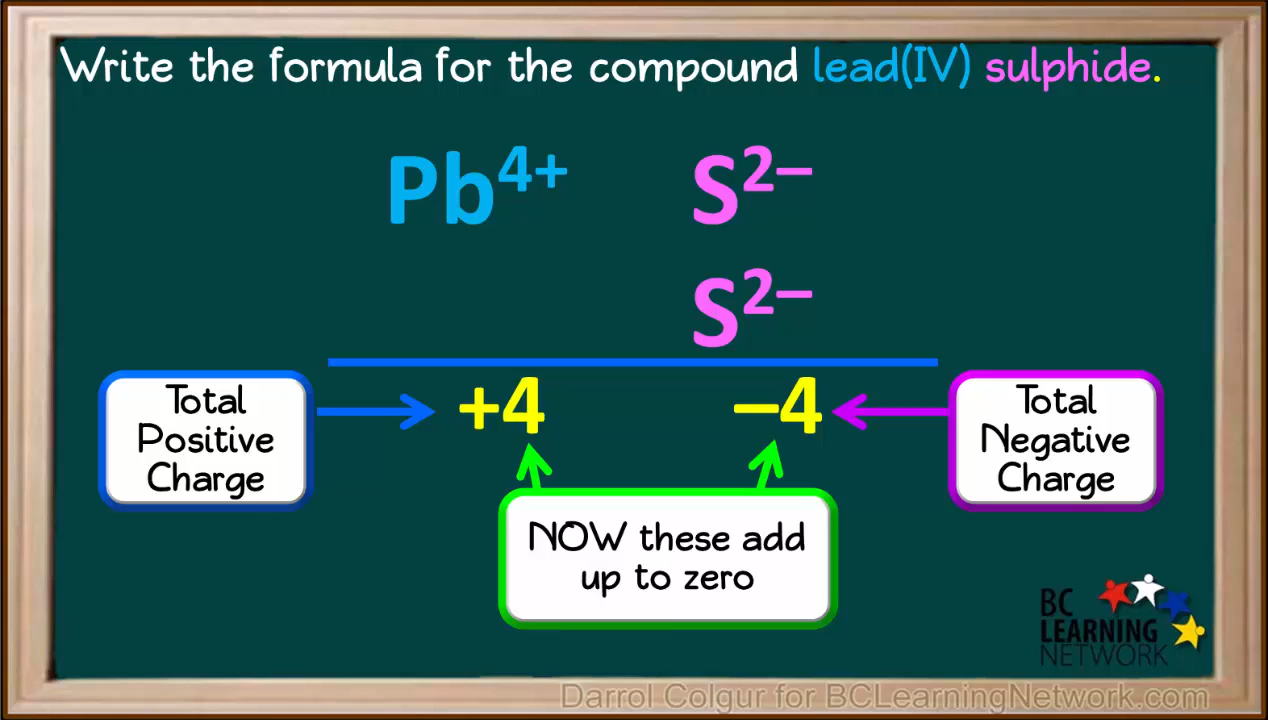 Write the formula for the compound lead(IV) sulphide.
Pb⁴⁺ S²⁻
S²⁻
Total
Positive
Charge
+4 –4
Total
Negative
Charge
NOW these add
up to zero
BC
LEARNING
NETWORK
Darrol Colgur for BCLearningNetwork.com